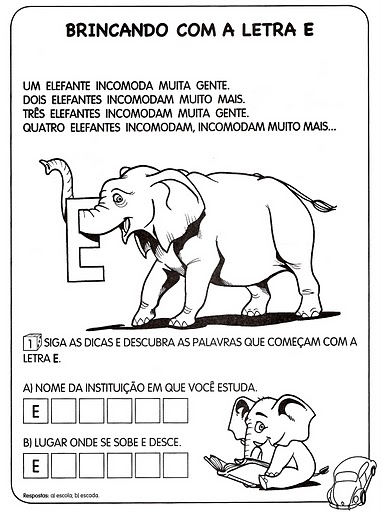 BRINCANDO COM A LETRA E
UM ELEFANTE INCOMODA MUITA GENTE.
DOIS ELEFANTES INCOMODAM MUITO MAIS.
TRÊS ELEFANTES INCOMODAM MUITA GENTE.
QUATRO ELEFANTES INCOMODAM, INCOMODAM MUITO MAIS...
E
1 SIGA AS DICAS E DESCUBRA AS PALAVRAS QUE COMEÇAM COM A
LETRA E.
A) NOME DA INSTITUIÇÃO EM QUE VOCÊ ESTUDA.
E
B) LUGAR ONDE SE SOBE E DESCE.
E
Respostas: a) escola; b) escada.